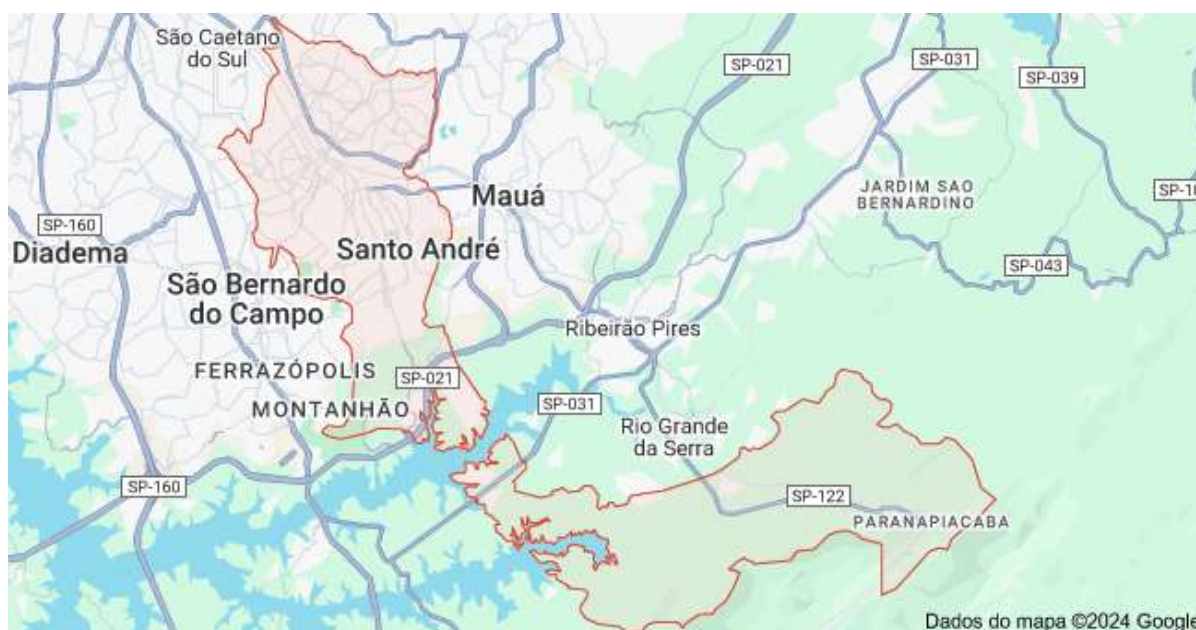 São Caetano
do Sul
SP-021
SP-031
SP-039
Mauá
JARDIM SAO
BERNARDINO
SP-160
Diadema
Santo André
SP-043
São Bernardo
do Campo
Ribeirão Pires
FERRAZÓPOLIS
SP-021
MONTANHÃO
SP-031
Rio Grande
da Serra
SP-160
SP-122
PARANAPIACABA
Dados do mapa ©2024 Google